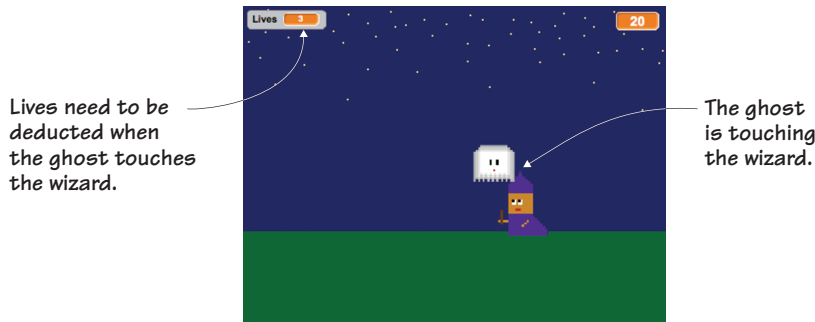 Lives 3
20
Lives need to be
deducted when
the ghost touches
the wizard.
The ghost
is touching
the wizard.